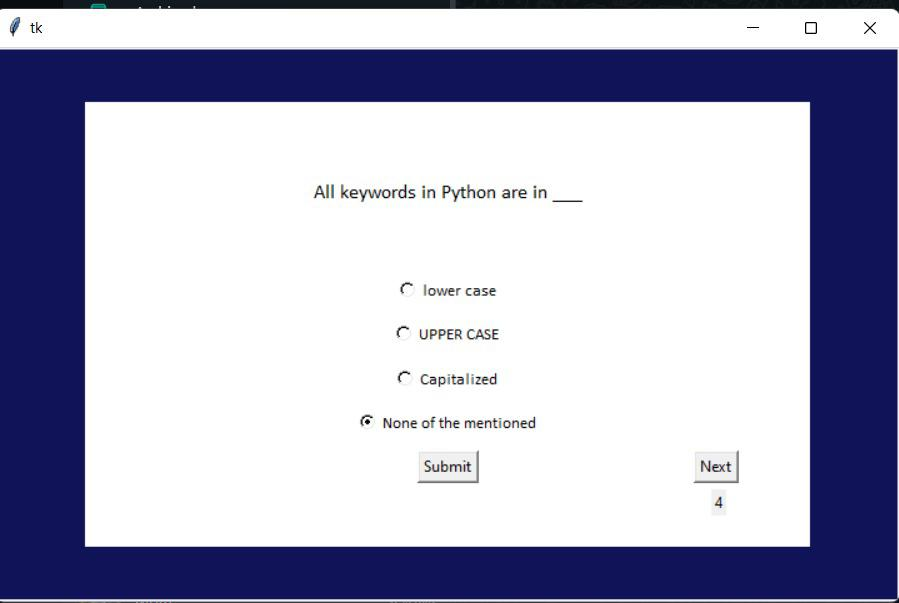 tk
All keywords in Python are in ___
lower case
UPPER CASE
Capitalized
None of the mentioned
Submit
Next
4